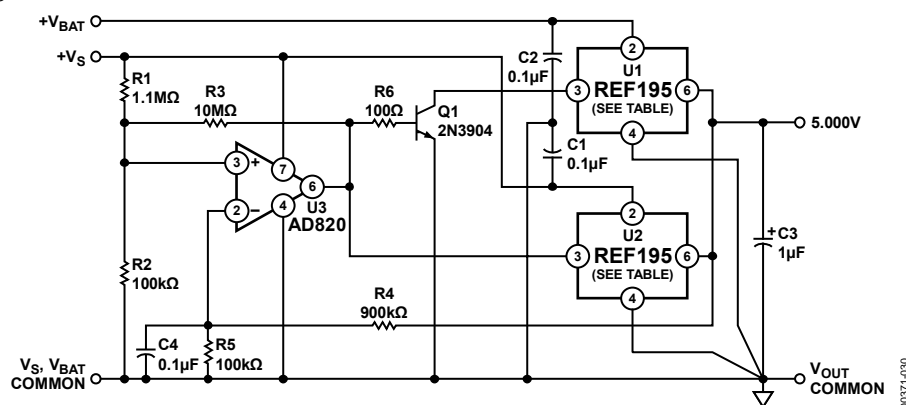 +VBAT
+VS
R1
1.1MΩ
R3
10MΩ
R6
100Ω
Q1
2N3904
C2
0.1µF
C1
0.1µF
2
U1
3
REF195
6
(SEE TABLE)
4
5.000V
3
+
7
6
2
−
4
U3
AD820
2
U2
3
REF195
6
(SEE TABLE)
4
+
C3
1µF
R2
100kΩ
R4
900kΩ
C4
0.1µF
R5
100kΩ
VS, VBAT
COMMON
VOUT
COMMON
00371-030